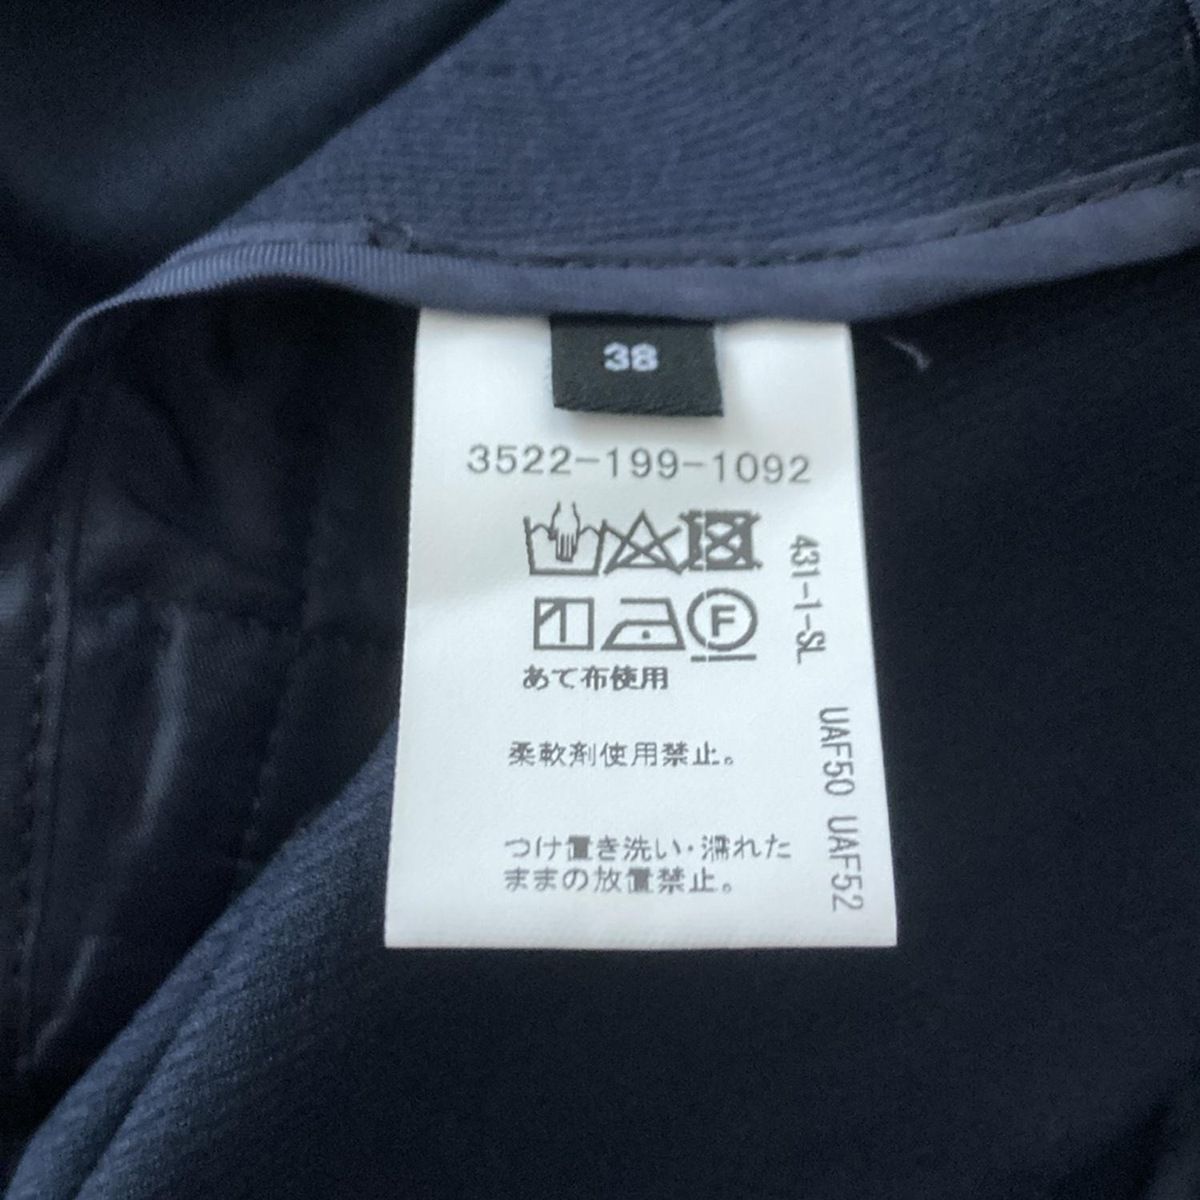 38
3522-199-1092
F
あて布使用
柔軟剤使用禁止。
つけ置き洗い・濡れた
ままの放置禁止。
431-1-SL UAF50 UAF52